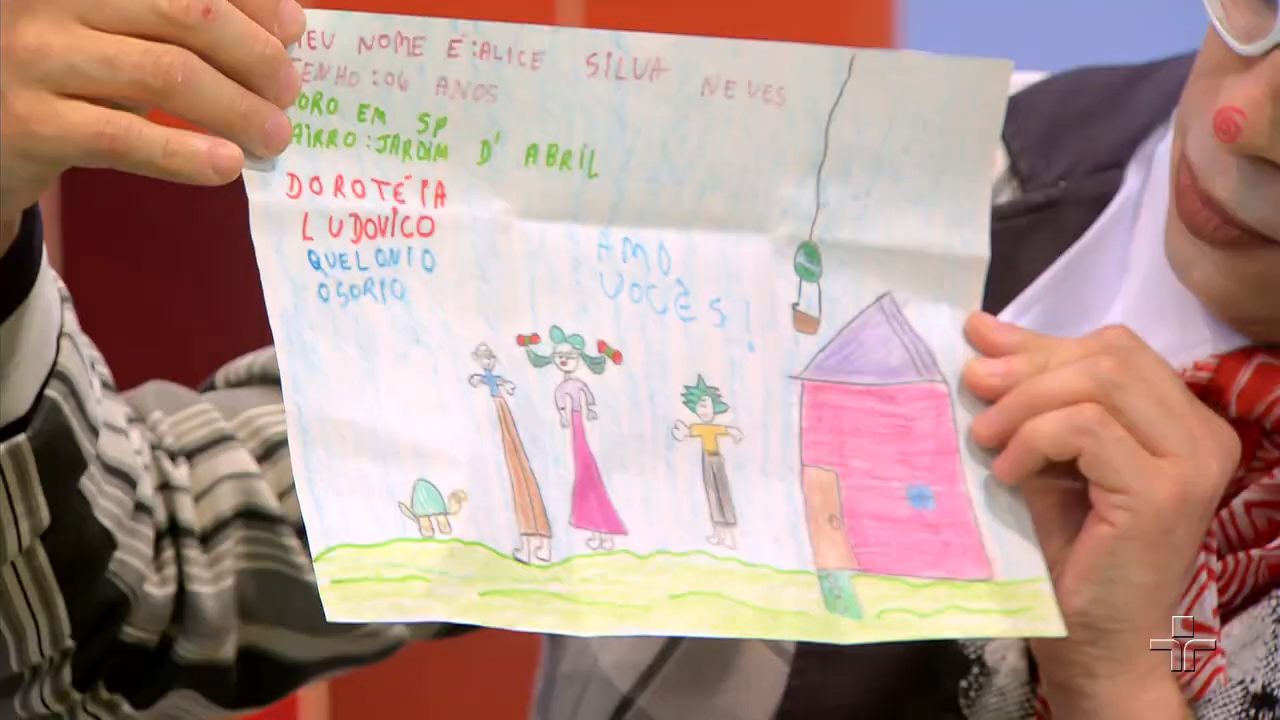 MEU NOME É:ALICE SILVA NEVES
TENHO:06 ANOS
MORO EM SP
BAIRRO:JARDIM D' ABRIL
DOROTÉIA
LUDOVICO
QUELONIO
OSORIO
AMO
VOCÊS!